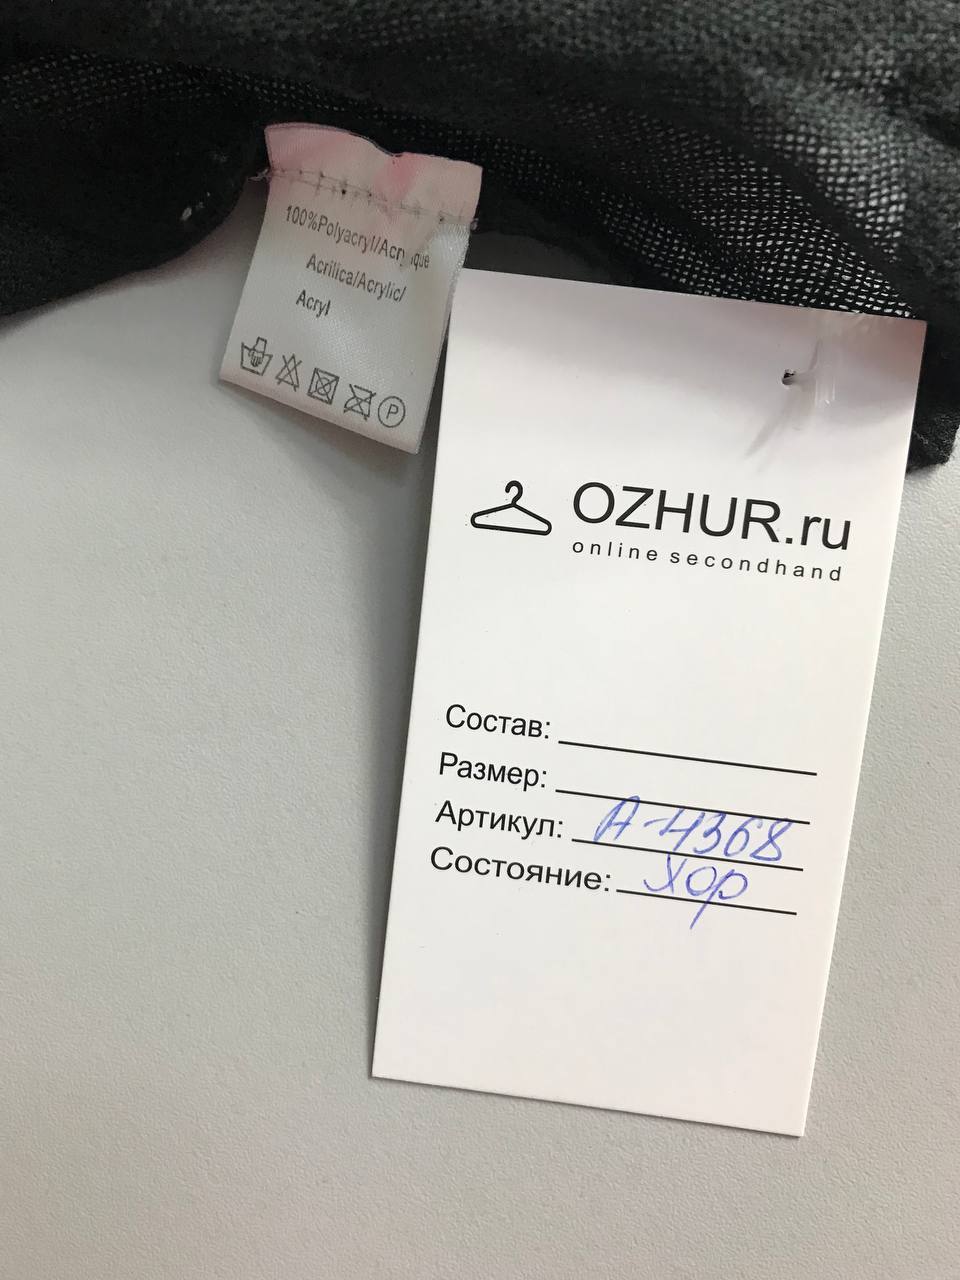 100%Polyacryl/Acrylique
Acrilica/Acrylic/
Acryl
P
OZHUR.ru
online secondhand
Состав:
Размер:
Артикул: А-4368
Состояние: хор